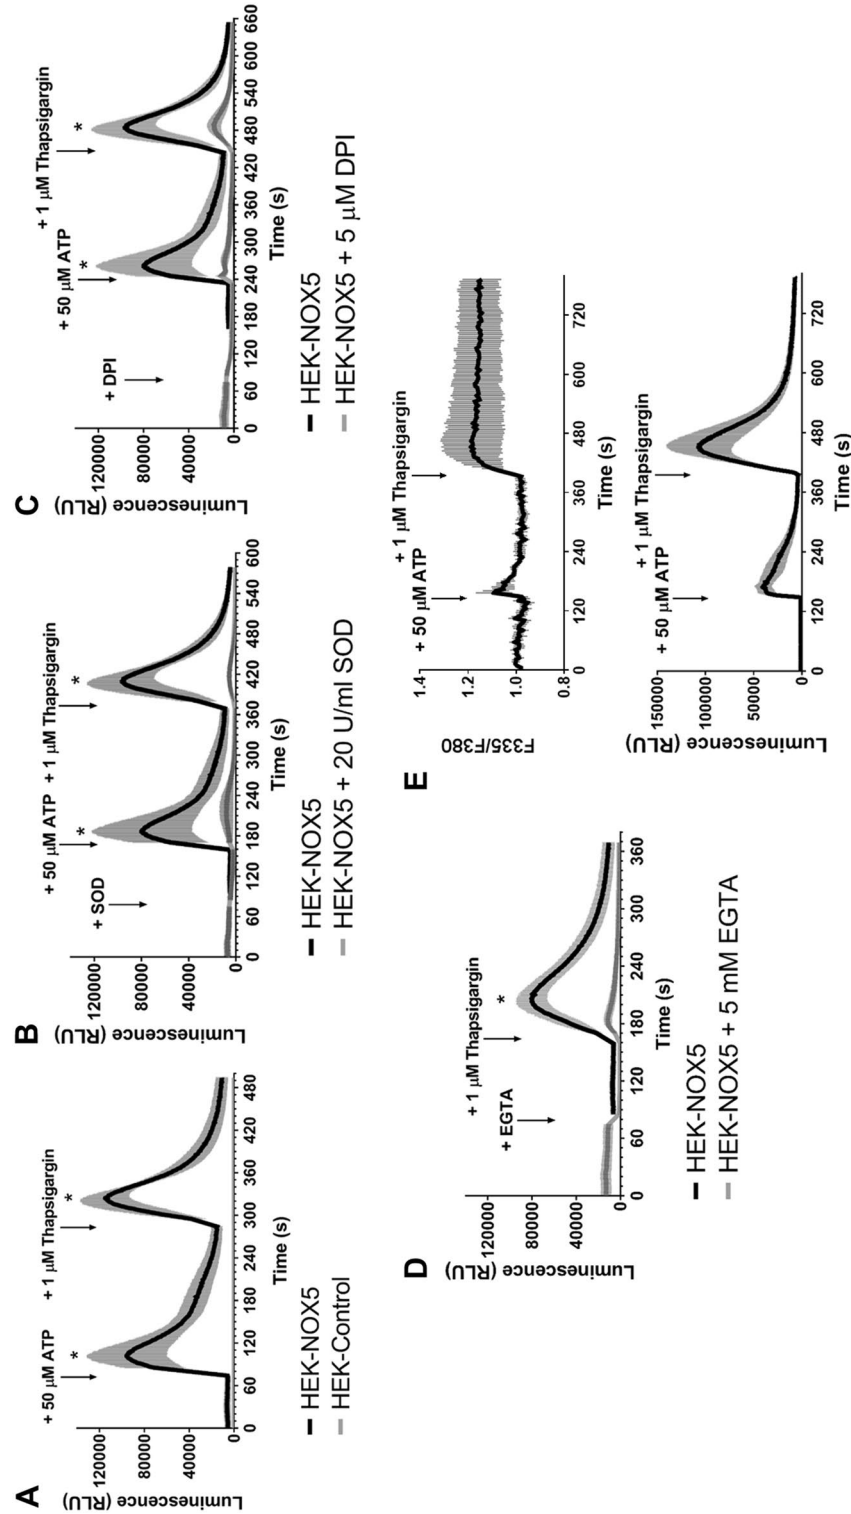 A
+ 50 µM ATP + 1 µM Thapsigargin
*
*
Luminescence (RLU)
120000
80000
40000
0
0 60 120 180 240 300 360 420 480
Time (s)
HEK-NOX5
HEK-Control
B
+ 50 µM ATP + 1 µM Thapsigargin
+ SOD
*
*
Luminescence (RLU)
120000
80000
40000
0
0 60 120 180 240 300 360 420 480 540 600
Time (s)
HEK-NOX5
HEK-NOX5 + 20 U/ml SOD
C
+ 1 µM Thapsigargin
+ 50 µM ATP
+ DPI
*
*
Luminescence (RLU)
120000
80000
40000
0
0 60 120 180 240 300 360 420 480 540 600 660
Time (s)
HEK-NOX5
HEK-NOX5 + 5 µM DPI
D
+ 1 µM Thapsigargin
+ EGTA
*
Luminescence (RLU)
120000
80000
40000
0
0 60 120 180 240 300 360
Time (s)
HEK-NOX5
HEK-NOX5 + 5 mM EGTA
E
+ 1 µM Thapsigargin
+ 50 µM ATP
F335/F380
1.4
1.2
1.0
0.8
0 120 240 360 480 600 720
Time (s)
+ 1 µM Thapsigargin
+ 50 µM ATP
Luminescence (RLU)
150000
100000
50000
0
0 120 240 360 480 600 720
Time (s)